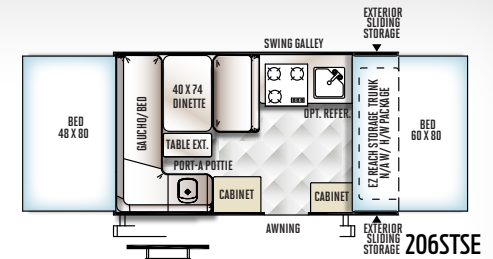 EXTERIOR
SLIDING
STORAGE
SWING GALLEY
BED
48 X 80
GAUCHO/BED
40 X 74
DINETTE
TABLE EXT.
PORT-A POTTIE
OPT. REFER.
EZ REACH STORAGE TRUNK
N/A W/ H/W PACKAGE
BED
60 X 80
CABINET
CABINET
AWNING
EXTERIOR
SLIDING
STORAGE
206STSE